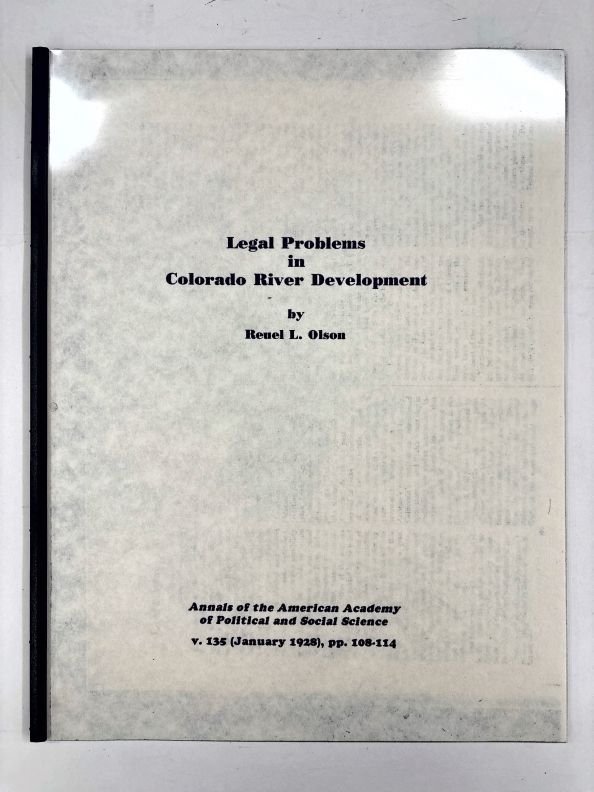 Legal Problems
in
Colorado River Development
by
Reuel L. Olson
Annals of the American Academy
of Political and Social Science
v. 135 (January 1928), pp. 108-114